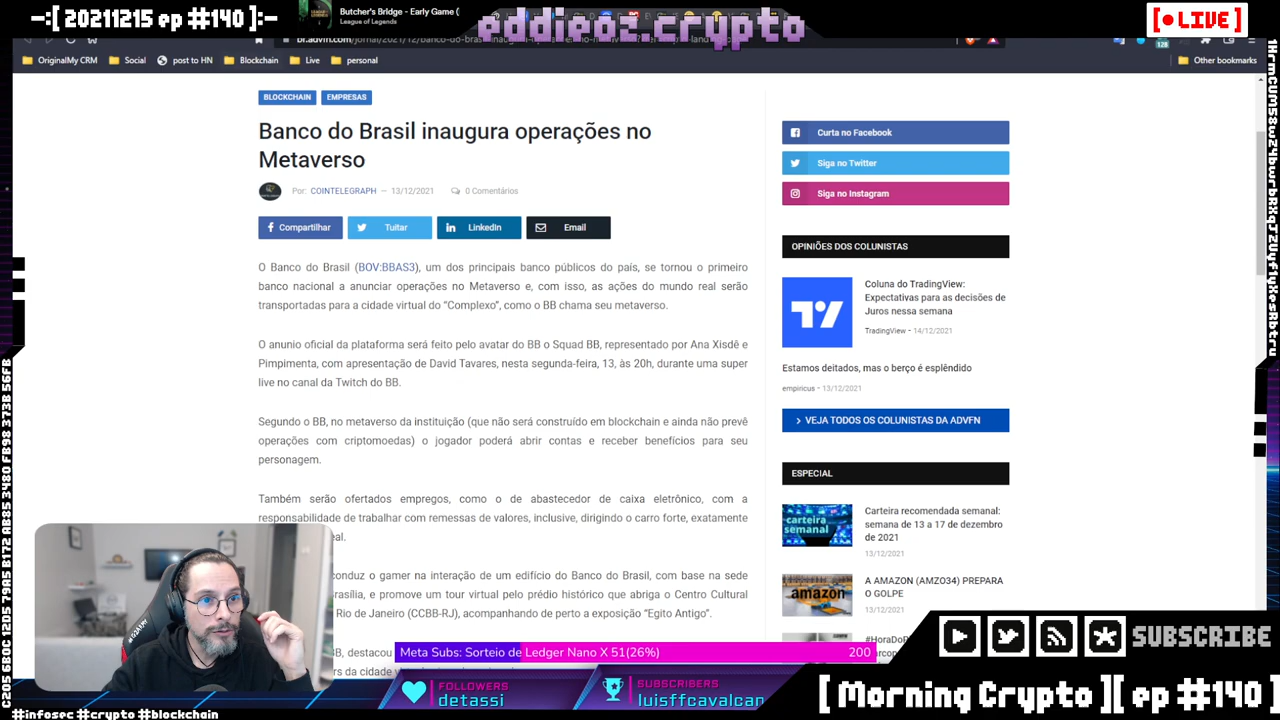 -:[ 20211215 ep #140 ]:-
Butcher's Bridge - Early Game (
League of Legends
eddieoz.crypto
[ LIVE ]
128
OriginalMy CRM
Social
post to HN
Blockchain
Live
personal
Other bookmarks
BLOCKCHAIN
EMPRESAS
Banco do Brasil inaugura operações no
Metaverso
Por: COINTELEGRAPH — 13/12/2021
0 Comentários
Compartilhar
Tuitar
LinkedIn
Email
O Banco do Brasil (BOV:BBAS3), um dos principais banco públicos do país, se tornou o primeiro
banco nacional a anunciar operações no Metaverso e, com isso, as ações do mundo real serão
transportadas para a cidade virtual do “Complexo”, como o BB chama seu metaverso.
O anunio oficial da plataforma será feito pelo avatar do BB o Squad BB, representado por Ana Xisdê e
Pimpimenta, com apresentação de David Tavares, nesta segunda-feira, 13, às 20h, durante uma super
live no canal da Twitch do BB.
Segundo o BB, no metaverso da instituição (que não será construído em blockchain e ainda não prevê
operações com criptomoedas) o jogador poderá abrir contas e receber benefícios para seu
personagem.
Também serão ofertados empregos, como o de abastecedor de caixa eletrônico, com a
responsabilidade de trabalhar com remessas de valores, inclusive, dirigindo o carro forte, exatamente
conduz o gamer na interação de um edifício do Banco do Brasil, com base na sede
e promove um tour virtual pelo prédio histórico que abriga o Centro Cultural
Rio de Janeiro (CCBB-RJ), acompanhando de perto a exposição “Egito Antigo”.
destacou
da cidade
Curta no Facebook
Siga no Twitter
Siga no Instagram
OPINIÕES DOS COLUNISTAS
Coluna do TradingView:
Expectativas para as decisões de
Juros nessa semana
TradingView - 14/12/2021
Estamos deitados, mas o berço é esplêndido
empiricus - 13/12/2021
> VEJA TODOS OS COLUNISTAS DA ADVFN
ESPECIAL
carteira
semanal
Carteira recomendada semanal:
semana de 13 a 17 de dezembro
de 2021
13/12/2021
amazon
A AMAZON (AMZO34) PREPARA
O GOLPE
13/12/2021
Meta Subs: Sorteio de Ledger Nano X 51(26%)
200
FOLLOWERS
detassi
SUBSCRIBERS
luisffcavalcan
SUBSCRIBE
[ Morning Crypto ][ ep #140 ]
#infosec #crypto #blockchain